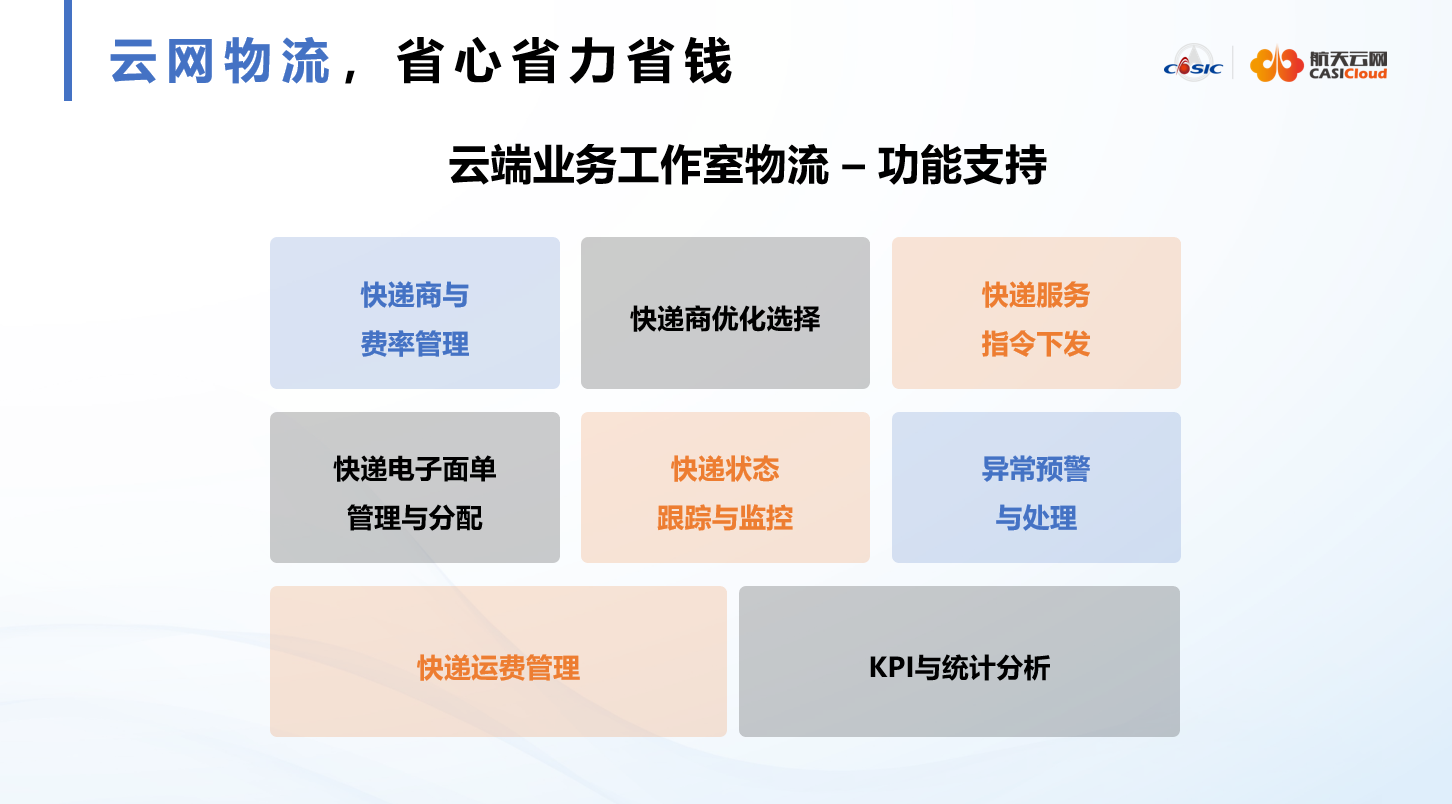 云网物流，省心省力省钱
CASIC
航天云网
CASICloud
云端业务工作室物流 – 功能支持
快递商与
费率管理
快递商优化选择
快递服务
指令下发
快递电子面单
管理与分配
快递状态
跟踪与监控
异常预警
与处理
快递运费管理
KPI与统计分析